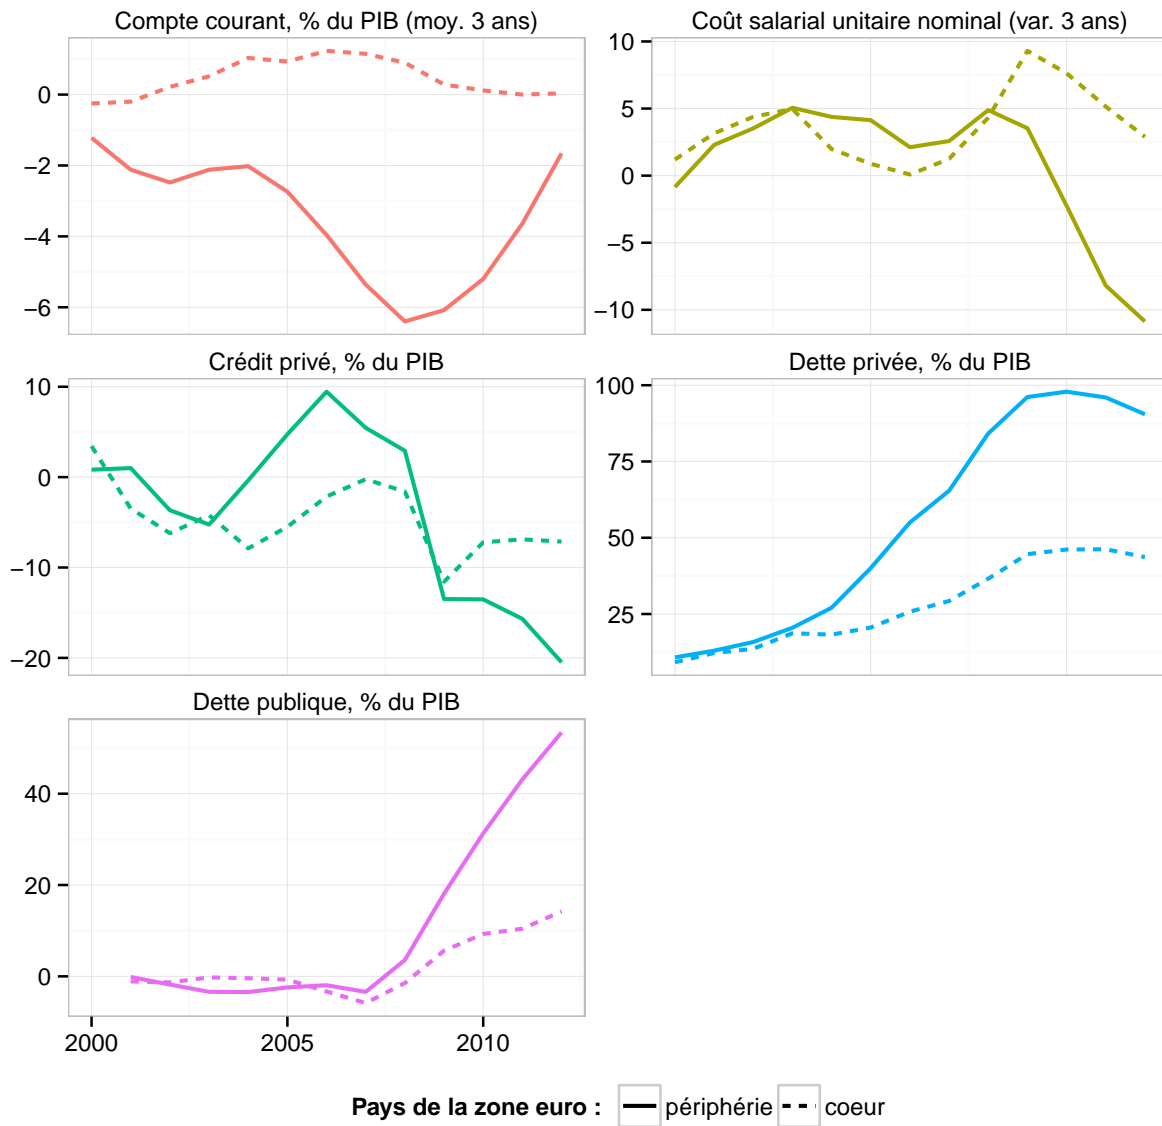 Compte courant, % du PIB (moy. 3 ans)
0
−2
−4
−6
Coût salarial unitaire nominal (var. 3 ans)
10
5
0
−5
−10
Crédit privé, % du PIB
10
0
−10
−20
Dette privée, % du PIB
100
75
50
25
Dette publique, % du PIB
40
20
0
2000 2005 2010
Pays de la zone euro : périphérie coeur